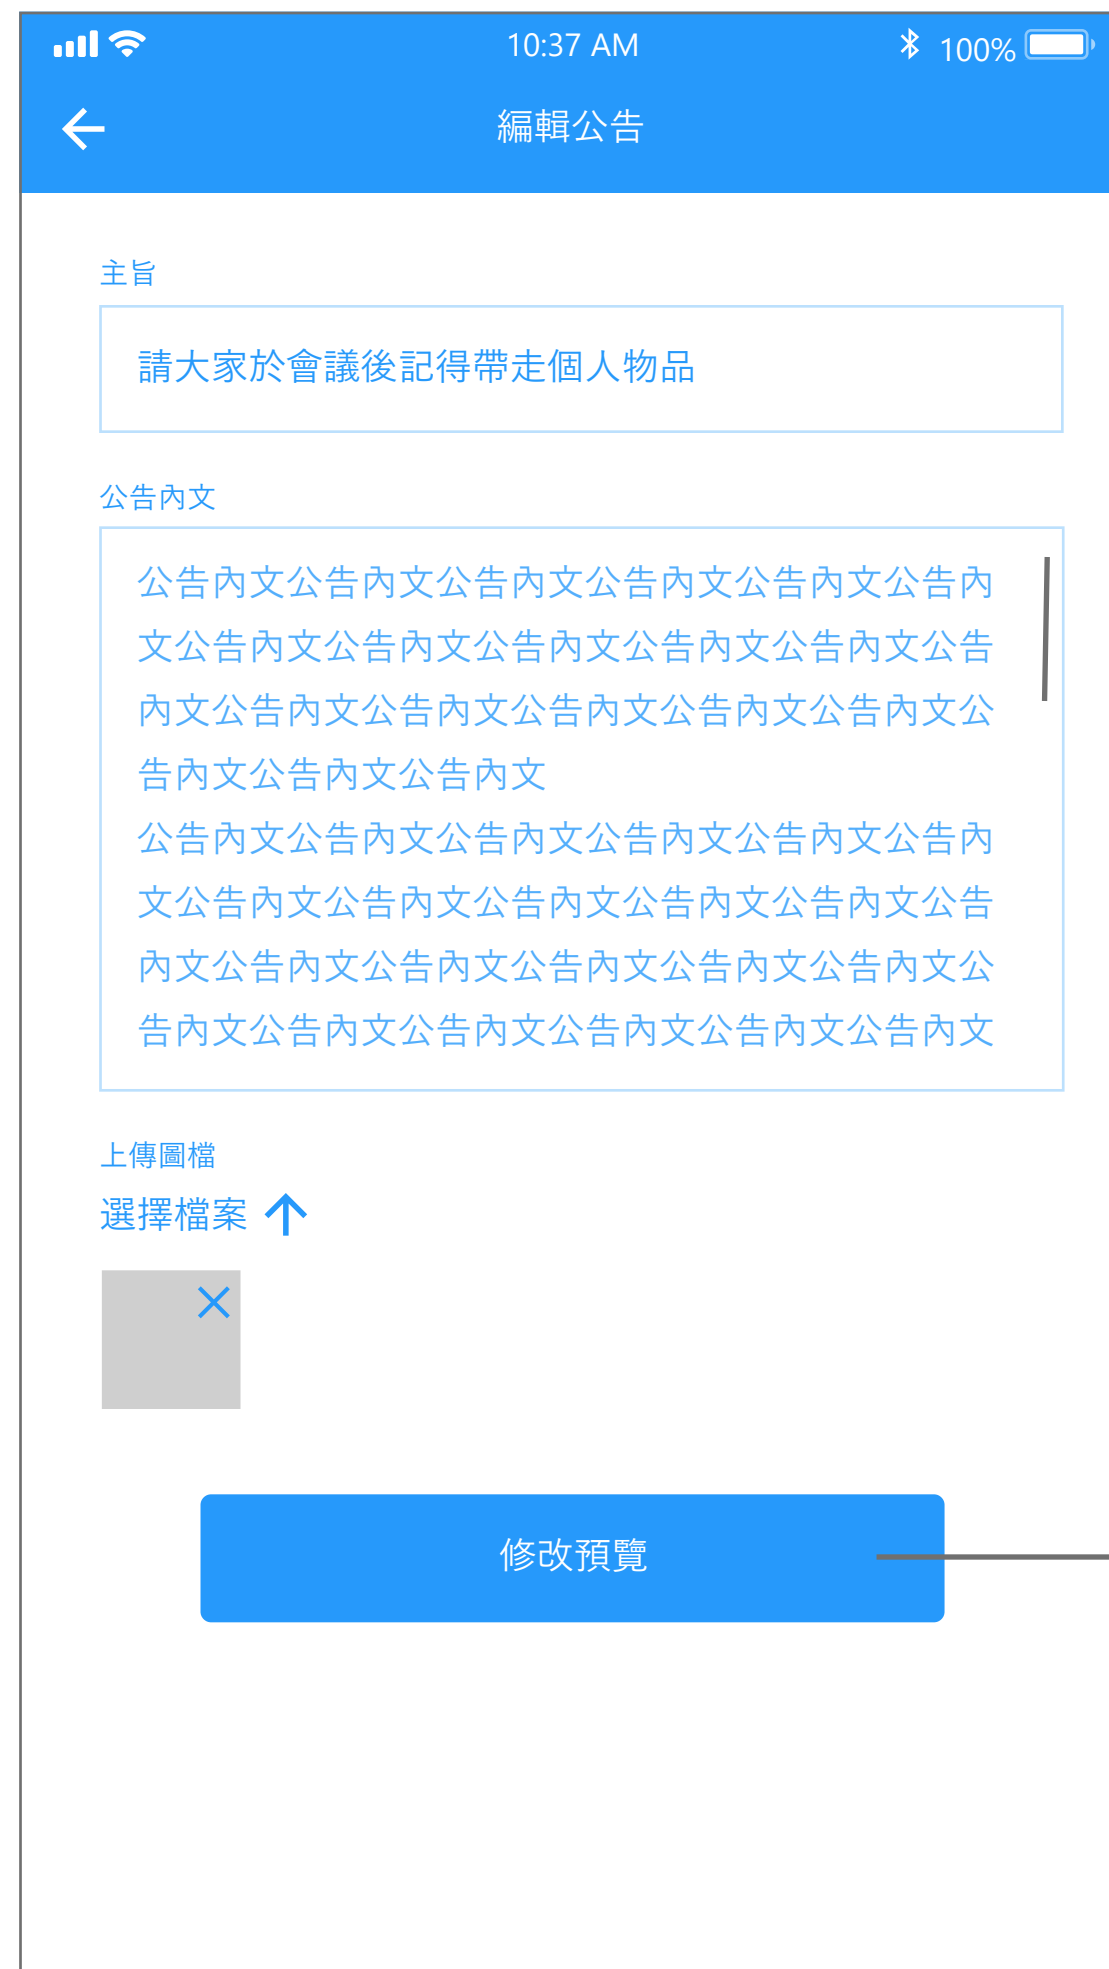 10:37 AM
100%
編輯公告
主旨
請大家於會議後記得帶走個人物品
公告內文
公告內文公告內文公告內文公告內文公告內文公告內
文公告內文公告內文公告內文公告內文公告內文公告
內文公告內文公告內文公告內文公告內文公告內文公
告內文公告內文公告內文
公告內文公告內文公告內文公告內文公告內文公告內
文公告內文公告內文公告內文公告內文公告內文公告
內文公告內文公告內文公告內文公告內文公告內文公
告內文公告內文公告內文公告內文公告內文公告內文
上傳圖檔
選擇檔案
修改預覽